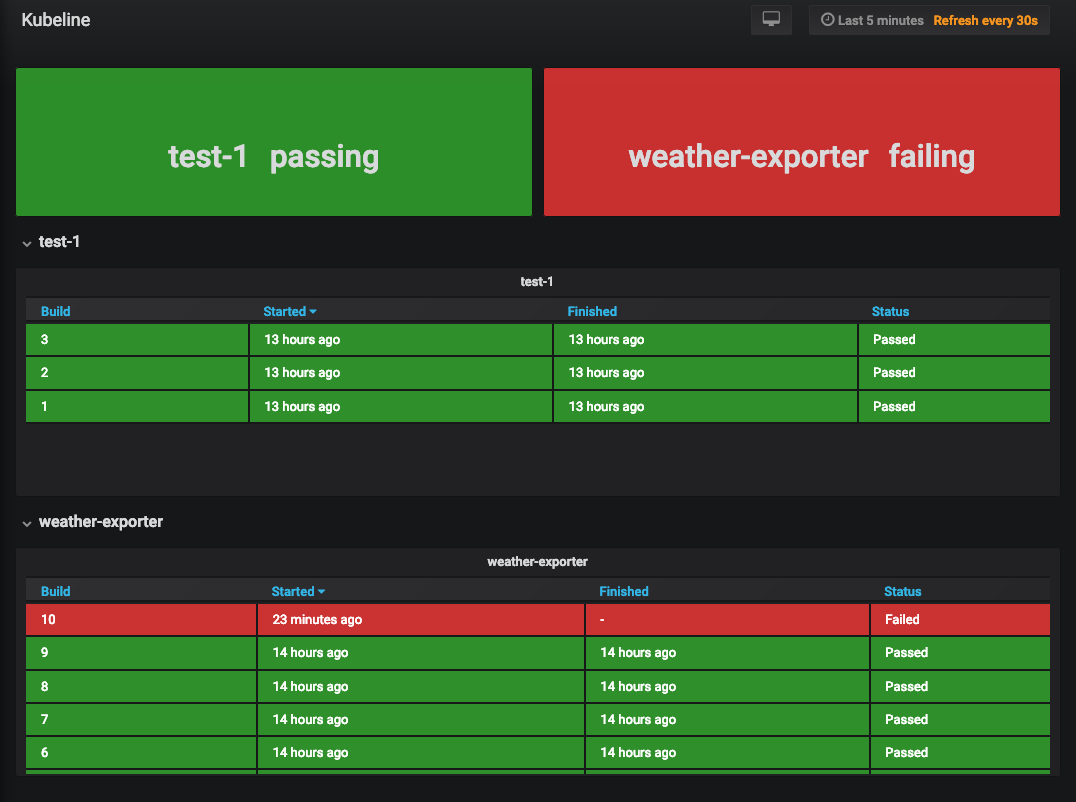 Kubeline
Last 5 minutes Refresh every 30s
test-1 passing
weather-exporter failing
test-1
test-1
Build Started Finished Status
3 13 hours ago 13 hours ago Passed
2 13 hours ago 13 hours ago Passed
1 13 hours ago 13 hours ago Passed
weather-exporter
weather-exporter
Build Started Finished Status
10 23 minutes ago - Failed
9 14 hours ago 14 hours ago Passed
8 14 hours ago 14 hours ago Passed
7 14 hours ago 14 hours ago Passed
6 14 hours ago 14 hours ago Passed